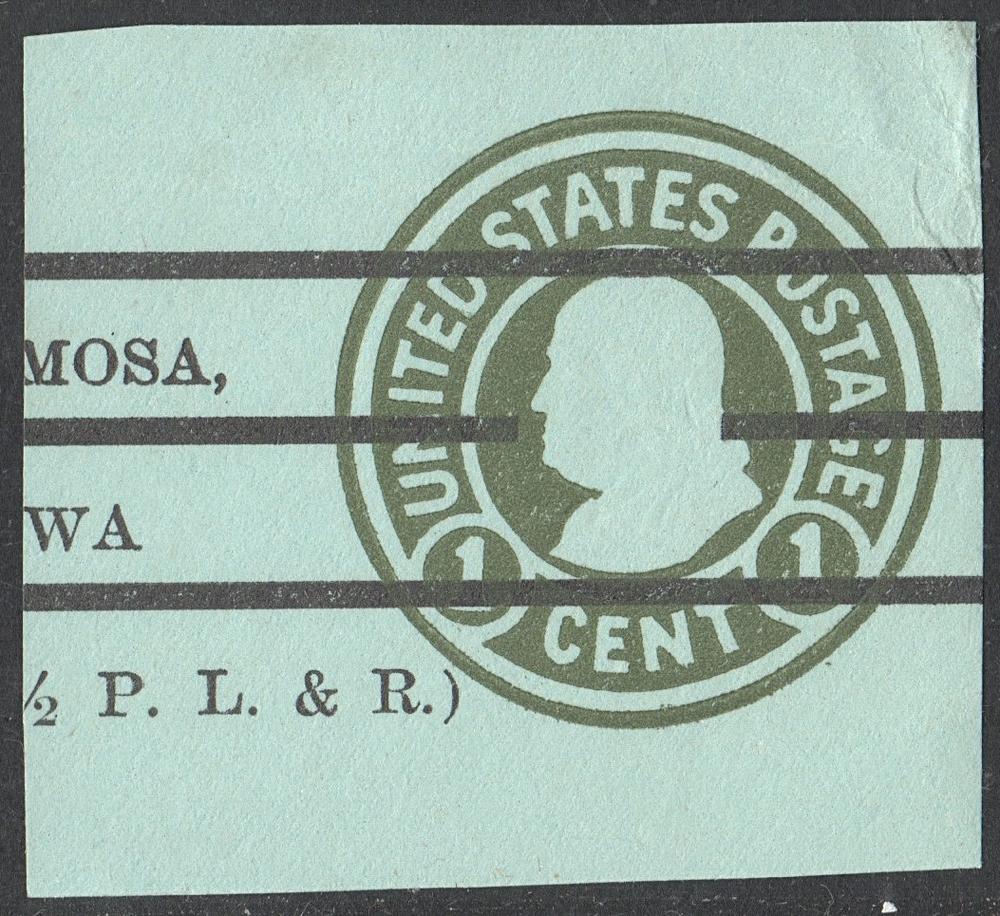 UNITED STATES POSTAGE
MOSA,
WA
1 1
CENT
½ P. L. & R.)